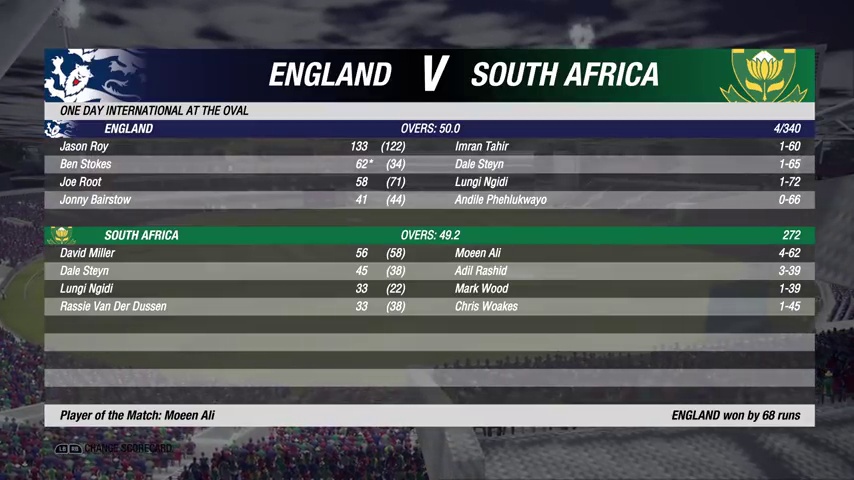 ENGLAND V SOUTH AFRICA
ONE DAY INTERNATIONAL AT THE OVAL
ENGLAND OVERS: 50.0 4/340
Jason Roy 133 (122) Imran Tahir 1-60
Ben Stokes 62* (34) Dale Steyn 1-65
Joe Root 58 (71) Lungi Ngidi 1-72
Jonny Bairstow 41 (44) Andile Phehlukwayo 0-66
SOUTH AFRICA OVERS: 49.2 272
David Miller 56 (58) Moeen Ali 4-62
Dale Steyn 45 (38) Adil Rashid 3-39
Lungi Ngidi 33 (22) Mark Wood 1-39
Rassie Van Der Dussen 33 (38) Chris Woakes 1-45
Player of the Match: Moeen Ali ENGLAND won by 68 runs
LB RB CHANGE SCORECARD